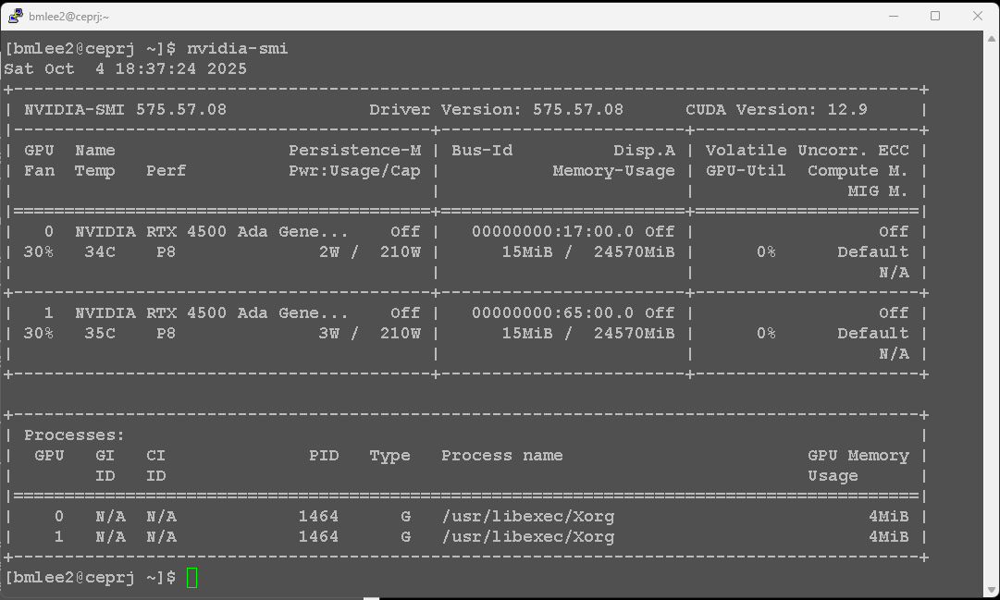 bmlee2@ceprj:~
[bmlee2@ceprj ~]$ nvidia-smi
Sat Oct  4 18:37:24 2025
+-----------------------------------------------------------------------------------------+
| NVIDIA-SMI 575.57.08              Driver Version: 575.57.08      CUDA Version: 12.9     |
|-----------------------------------------+------------------------+----------------------+
| GPU  Name                 Persistence-M | Bus-Id          Disp.A | Volatile Uncorr. ECC |
| Fan  Temp   Perf          Pwr:Usage/Cap |           Memory-Usage | GPU-Util  Compute M. |
|                                         |                        |               MIG M. |
|=========================================+========================+======================|
|   0  NVIDIA RTX 4500 Ada Gene...    Off |   00000000:17:00.0 Off |                  Off |
| 30%   34C    P8              2W /  210W |      15MiB /  24570MiB |      0%      Default |
|                                         |                        |                  N/A |
+-----------------------------------------+------------------------+----------------------+
|   1  NVIDIA RTX 4500 Ada Gene...    Off |   00000000:65:00.0 Off |                  Off |
| 30%   35C    P8              3W /  210W |      15MiB /  24570MiB |      0%      Default |
|                                         |                        |                  N/A |
+-----------------------------------------+------------------------+----------------------+

+-----------------------------------------------------------------------------------------+
| Processes:                                                                              |
|  GPU   GI   CI              PID   Type   Process name                        GPU Memory |
|        ID   ID                                                               Usage      |
|=========================================================================================|
|    0   N/A  N/A            1464      G   /usr/libexec/Xorg                         4MiB |
|    1   N/A  N/A            1464      G   /usr/libexec/Xorg                         4MiB |
+-----------------------------------------------------------------------------------------+
[bmlee2@ceprj ~]$